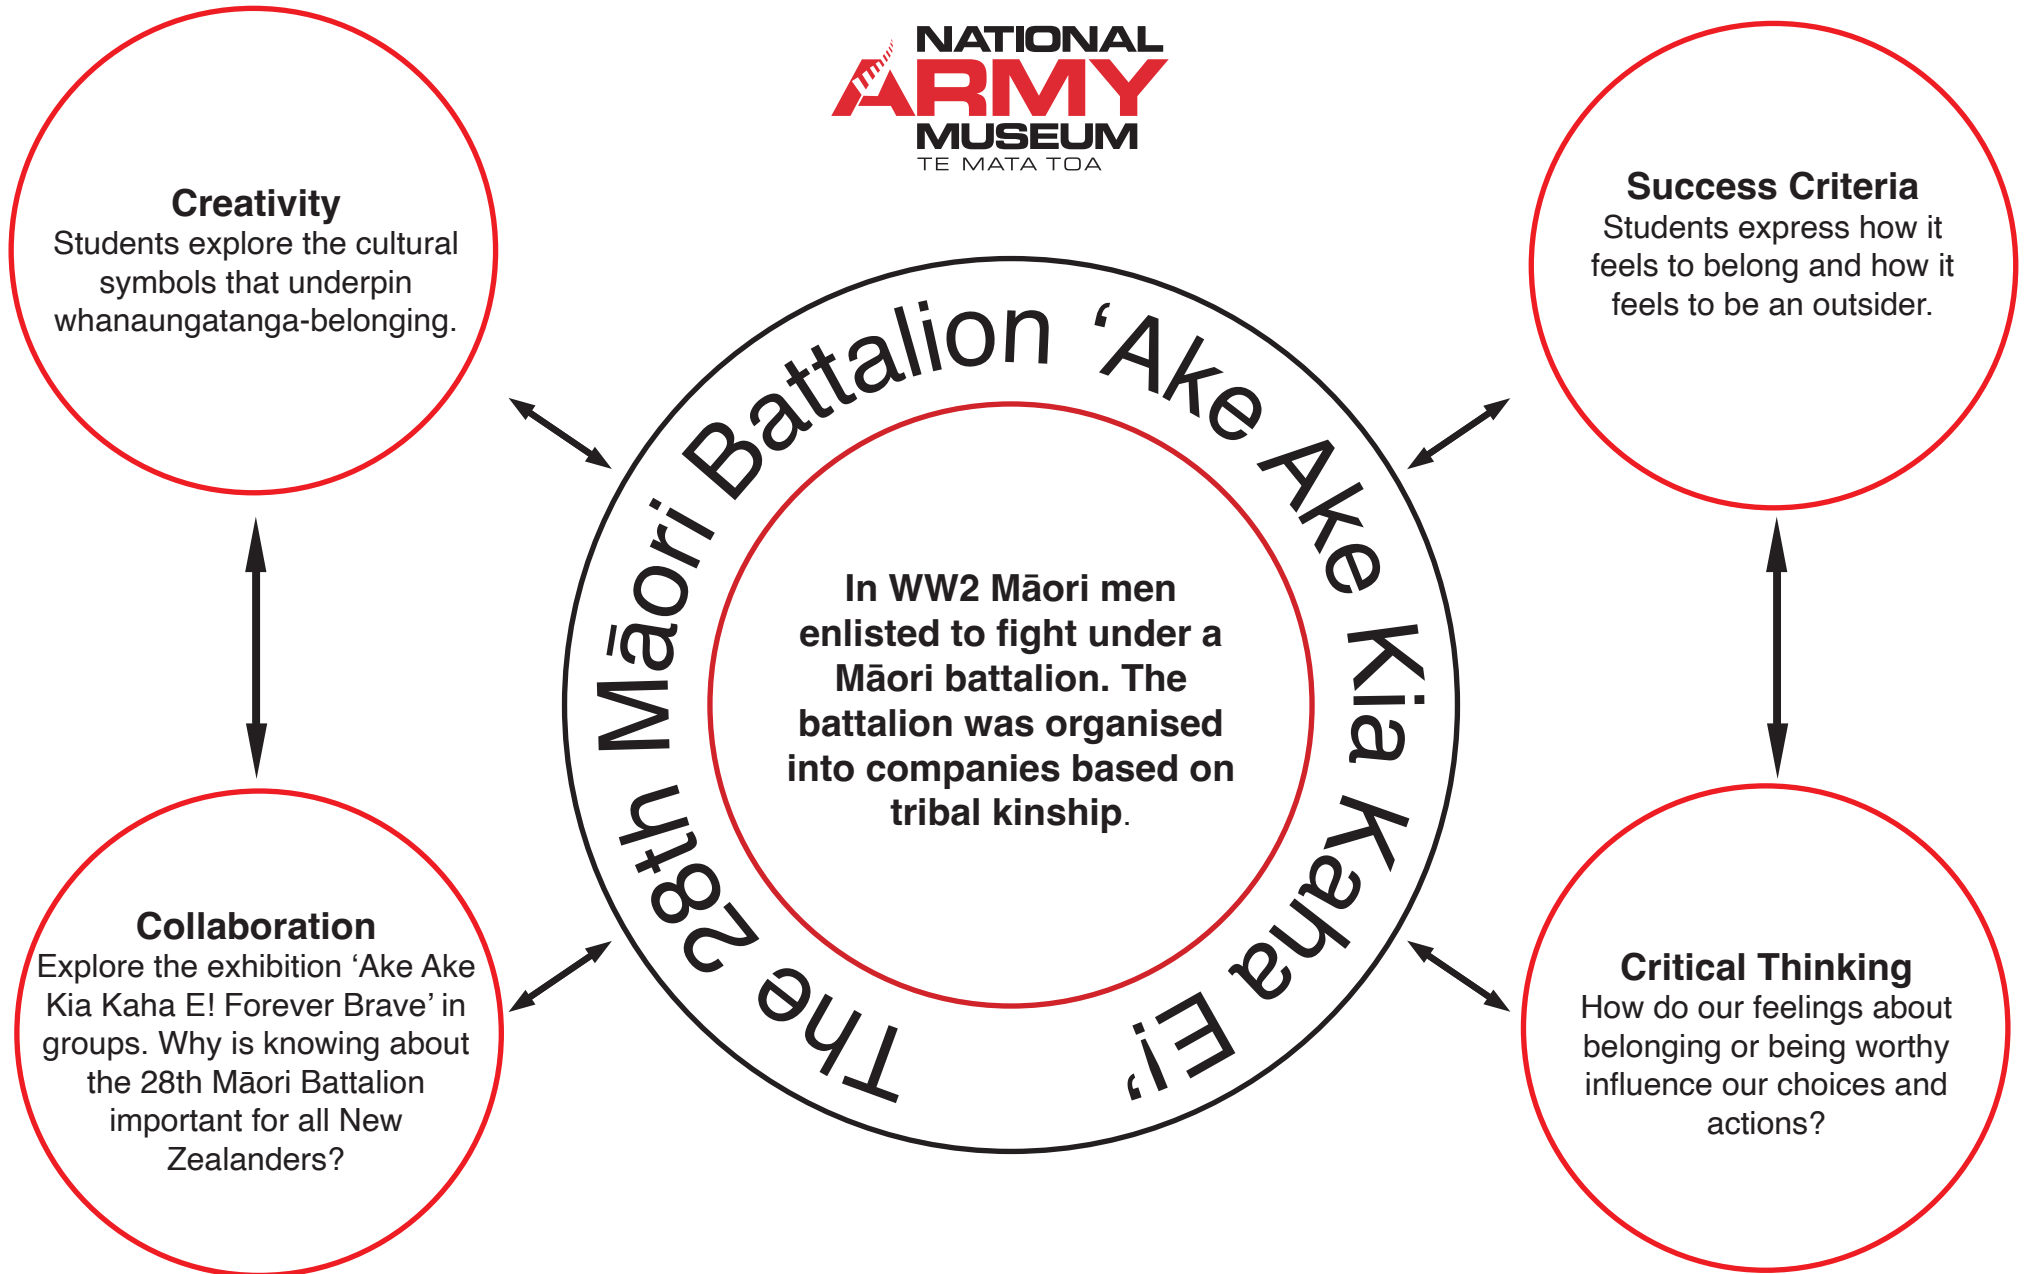 NATIONAL
ARMY
MUSEUM
TE MATA TOA
Creativity
Students explore the cultural
symbols that underpin
whanaungatanga-belonging.
Success Criteria
Students express how it
feels to belong and how it
feels to be an outsider.
The 28th Māori Battalion ‘Ake Ake Kia Kaha E!’
In WW2 Māori men
enlisted to fight under a
Māori battalion. The
battalion was organised
into companies based on
tribal kinship.
Collaboration
Explore the exhibition ‘Ake Ake
Kia Kaha E! Forever Brave’ in
groups. Why is knowing about
the 28th Māori Battalion
important for all New
Zealanders?
Critical Thinking
How do our feelings about
belonging or being worthy
influence our choices and
actions?